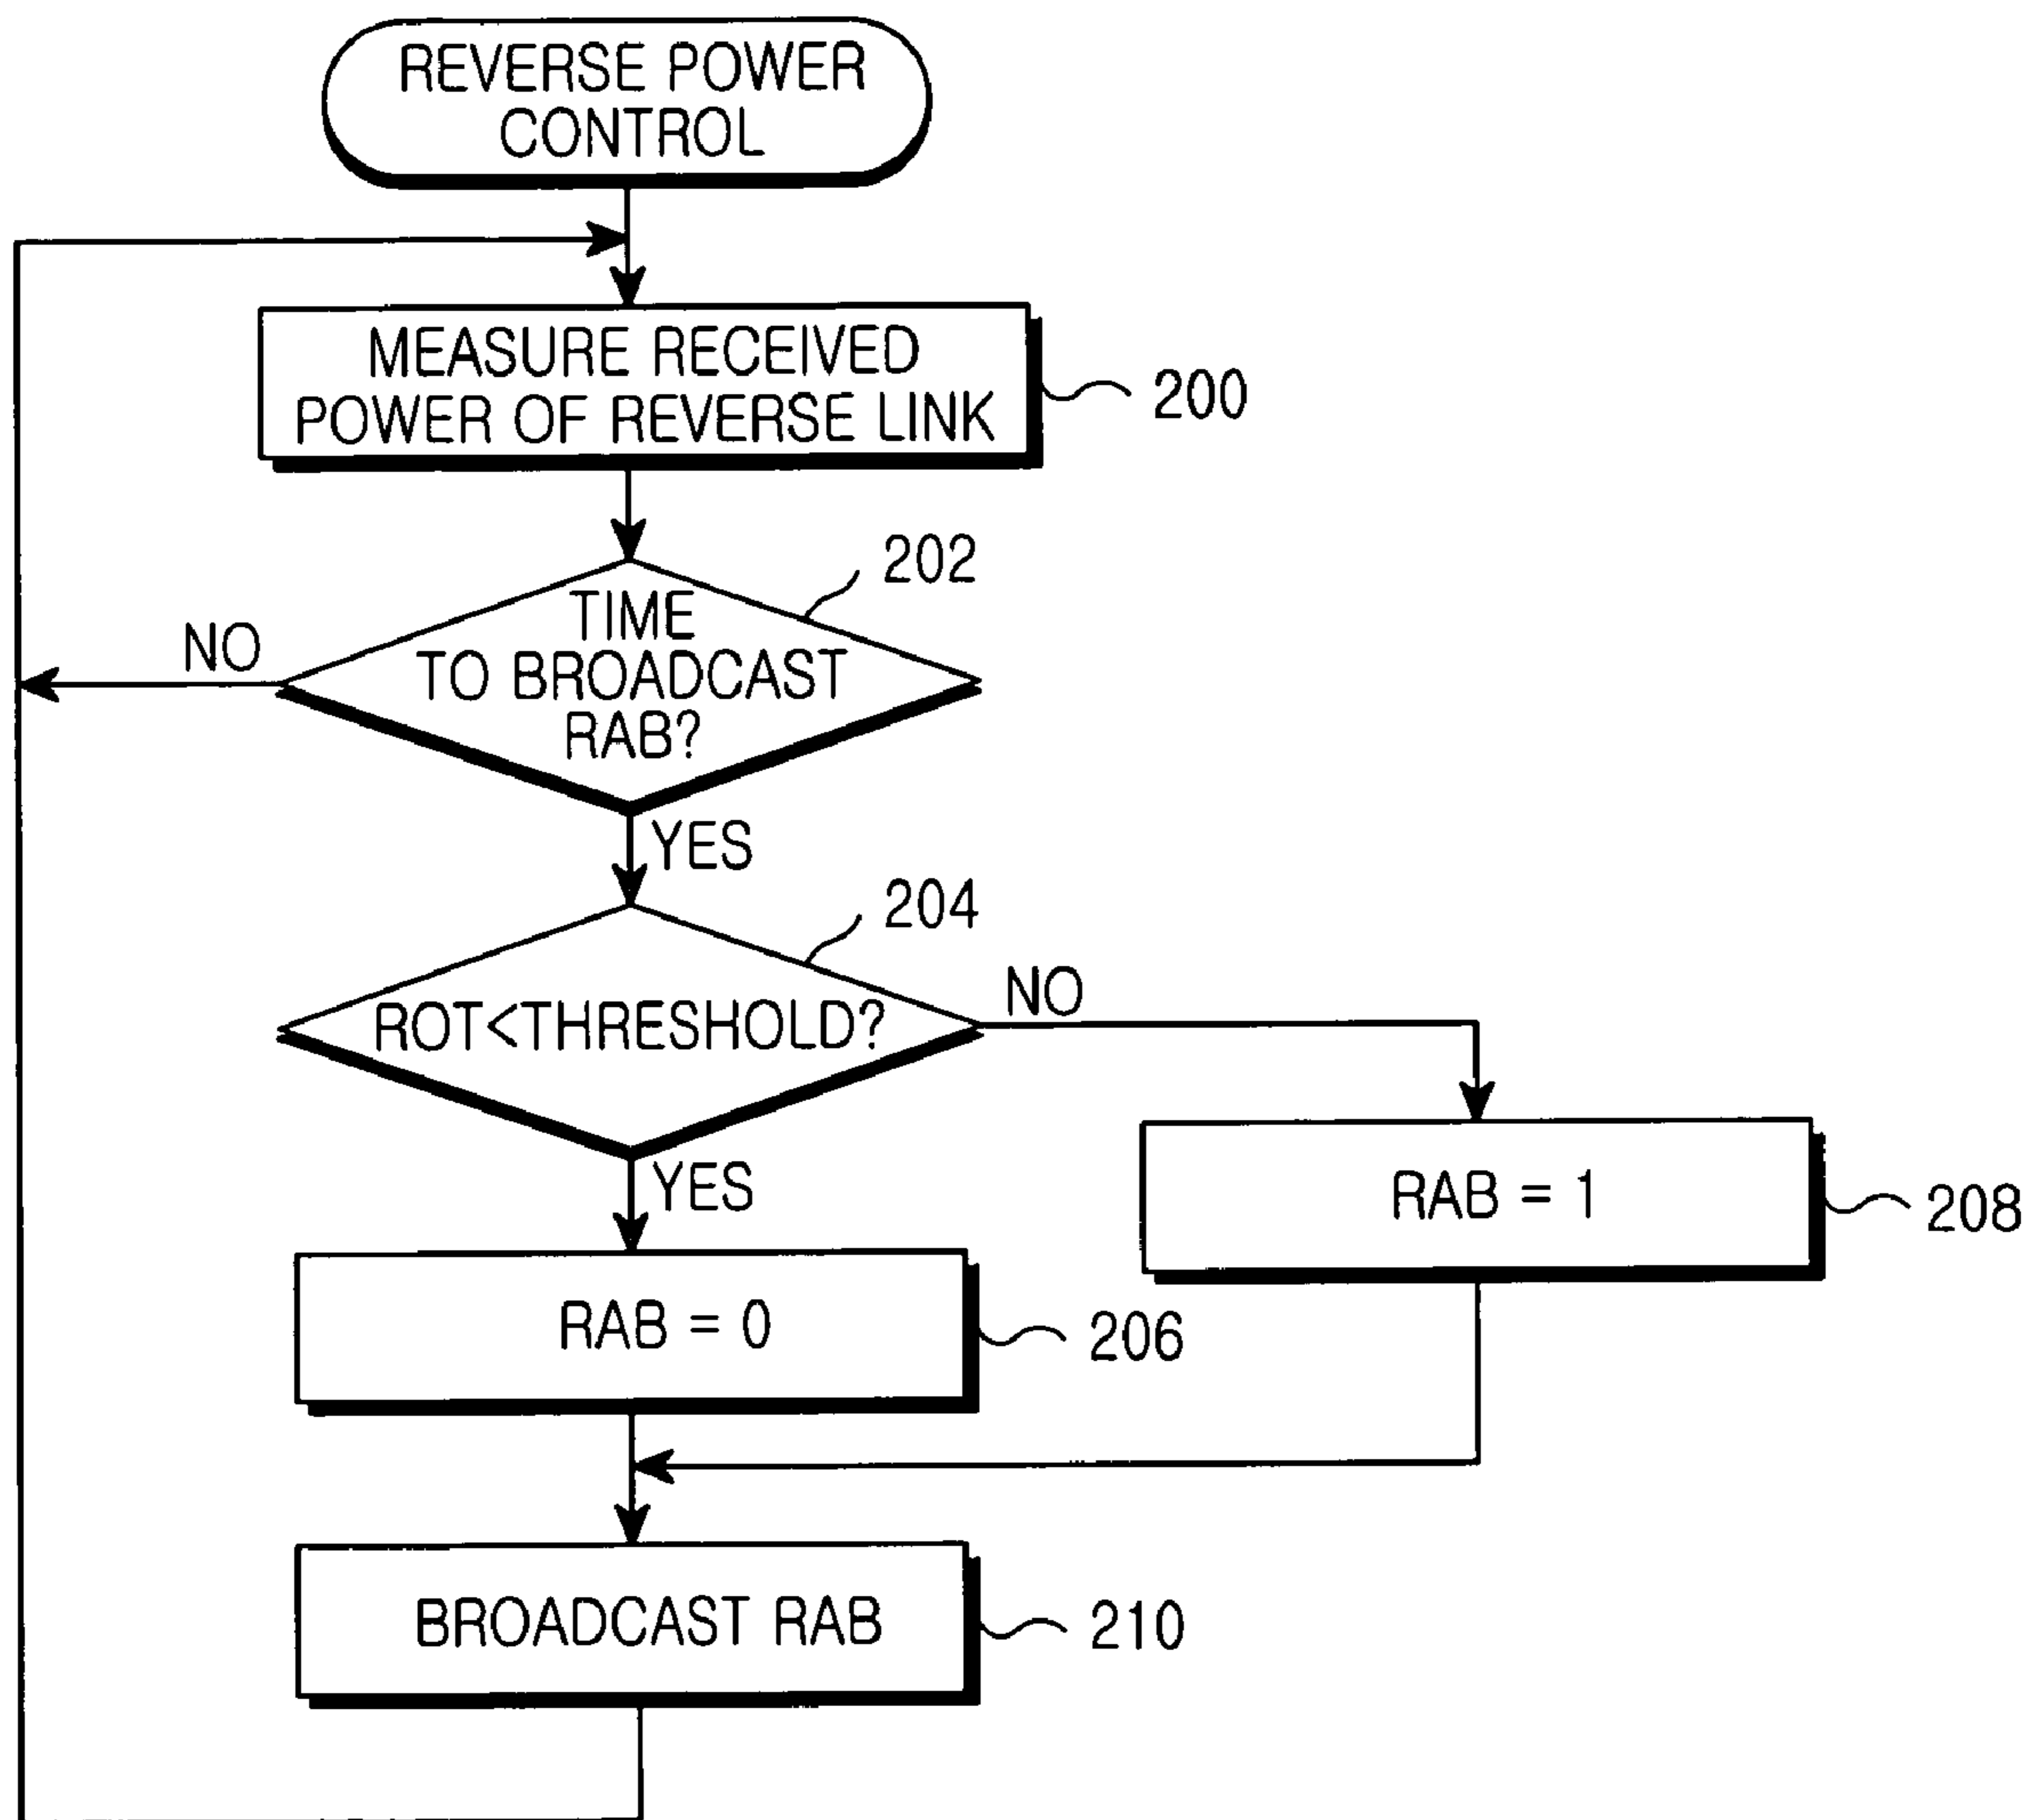 REVERSE POWER
CONTROL
MEASURE RECEIVED
POWER OF REVERSE LINK
200
202
TIME
TO BROADCAST
RAB?
NO
YES
204
ROT<THRESHOLD?
NO
YES
RAB = 1
208
RAB = 0
206
BROADCAST RAB
210